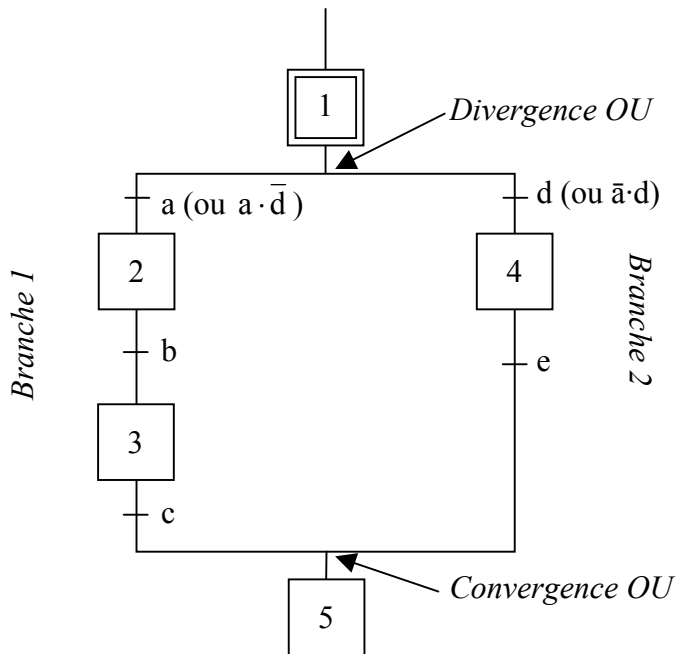 1
Divergence OU
a (ou a · d̄ )
d (ou ā·d)
2
4
Branche 1
Branche 2
b
e
3
c
Convergence OU
5